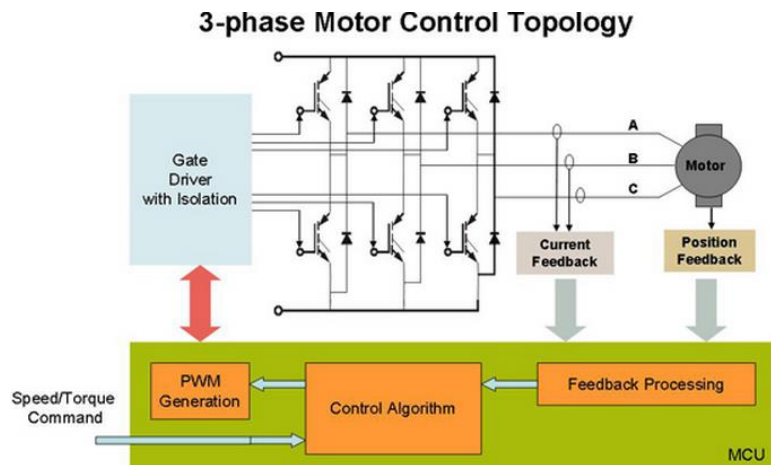 3-phase Motor Control Topology
Gate
Driver
with Isolation
A
B
C
Motor
Current
Feedback
Position
Feedback
PWM
Generation
Control Algorithm
Feedback Processing
Speed/Torque
Command
MCU